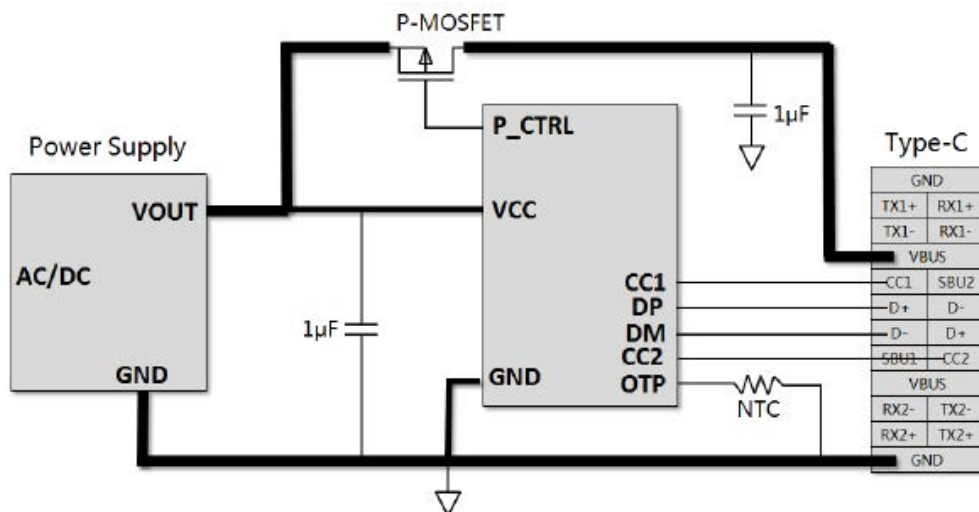 P-MOSFET
P_CTRL
1μF
Type-C
Power Supply
VOUT
VCC
AC/DC
GND
1μF
GND
CC1
DP
DM
CC2
OTP
NTC
GND
TX1+ RX1+
TX1- RX1-
VBUS
CC1 SBU2
D+ D-
D- D+
SBU1 CC2
VBUS
RX2- TX2-
RX2+ TX2+
GND